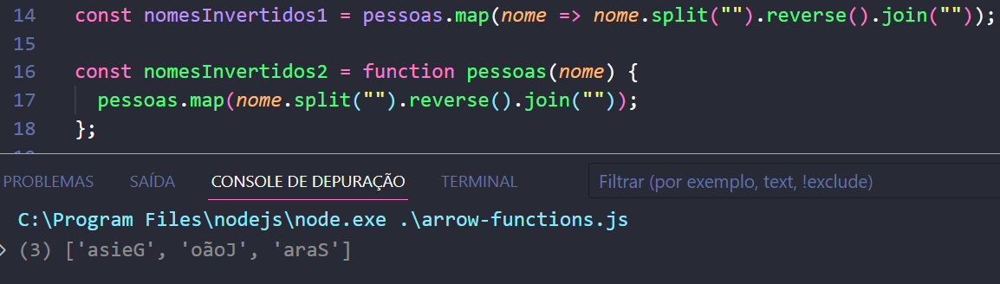 14 const nomesInvertidos1 = pessoas.map(nome => nome.split("").reverse().join(""));
15
16 const nomesInvertidos2 = function pessoas(nome) {
17 pessoas.map(nome.split("").reverse().join(""));
18 };
PROBLEMAS SAÍDA CONSOLE DE DEPURAÇÃO TERMINAL Filtrar (por exemplo, text, !exclude)
C:\Program Files\nodejs\node.exe .\arrow-functions.js
> (3) ['asieG', 'oãoJ', 'araS']